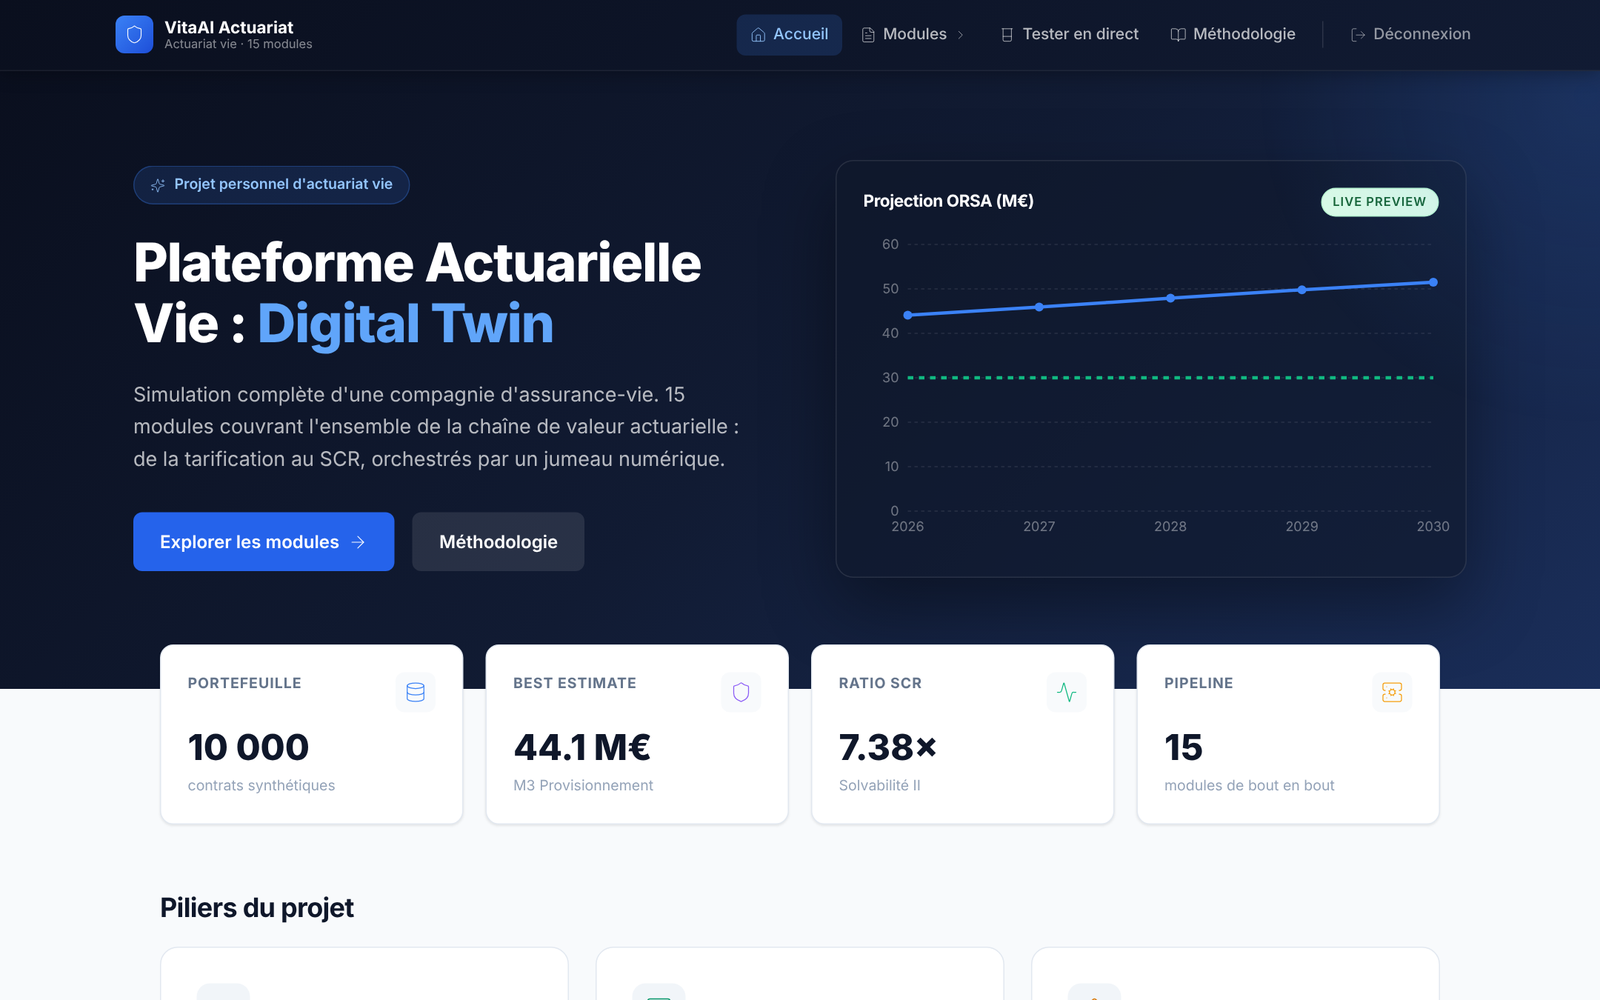 VitaAI Actuariat
Actuariat vie · 15 modules
Accueil
Modules
Tester en direct
Méthodologie
Déconnexion
Projet personnel d'actuariat vie
Plateforme Actuarielle
Vie : Digital Twin
Simulation complète d'une compagnie d'assurance-vie. 15
modules couvrant l'ensemble de la chaîne de valeur actuarielle :
de la tarification au SCR, orchestrés par un jumeau numérique.
Explorer les modules
Méthodologie
Projection ORSA (M€)
LIVE PREVIEW
60
50
40
30
20
10
0
2026 2027 2028 2029 2030
PORTEFEUILLE
10 000
contrats synthétiques
BEST ESTIMATE
44.1 M€
M3 Provisionnement
RATIO SCR
7.38×
Solvabilité II
PIPELINE
15
modules de bout en bout
Piliers du projet